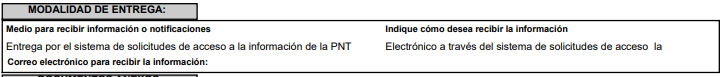 MODALIDAD DE ENTREGA:
Medio para recibir información o notificaciones
Indique cómo desea recibir la información
Entrega por el sistema de solicitudes de acceso a la información de la PNT
Electrónico a través del sistema de solicitudes de acceso la
Correo electrónico para recibir la información: